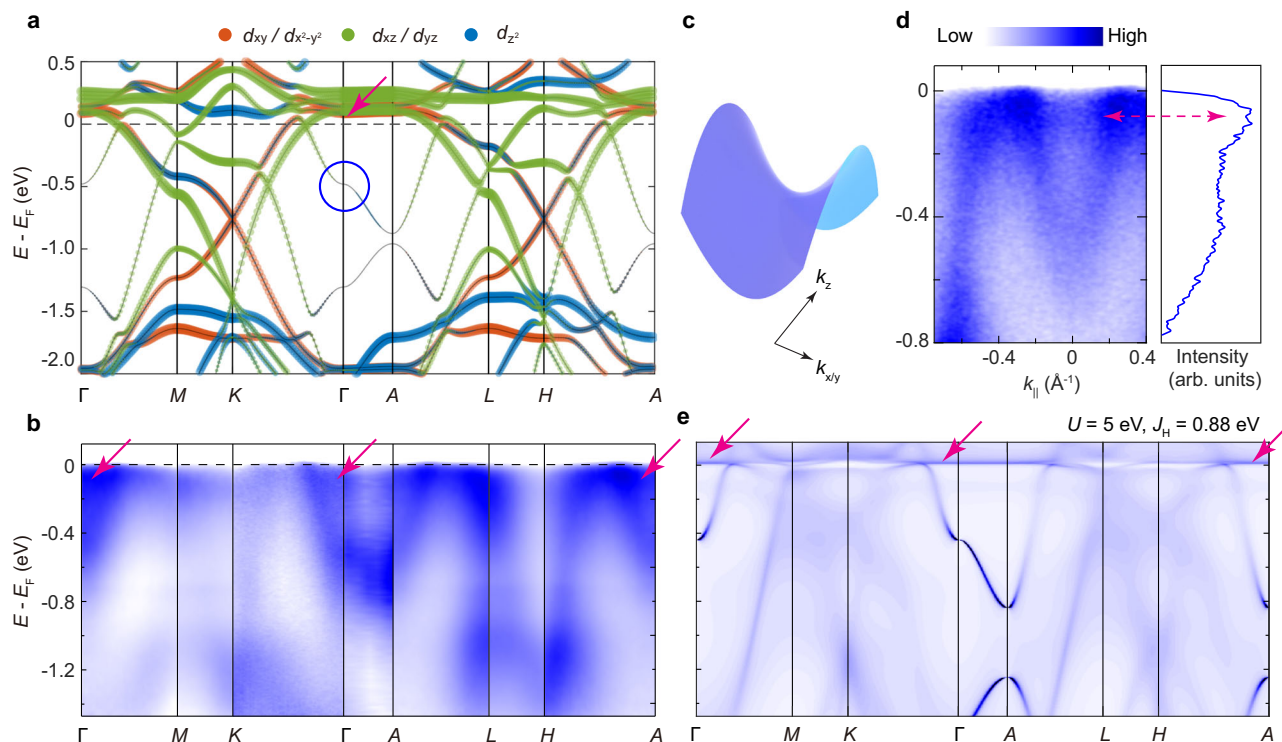 a
d_xy / d_x²-y²   d_xz / d_yz   d_z²
0.5
0
-0.5
-1.0
-1.5
-2.0
E - E_F (eV)
Γ M K Γ A L H A
b
0
-0.4
-0.8
-1.2
E - E_F (eV)
Γ M K Γ A L H A
c
k_z
k_x/y
d
Low High
0
-0.4
-0.8
-0.4 0 0.4
k_|| (Å⁻¹)
Intensity
(arb. units)
e
U = 5 eV, J_H = 0.88 eV
Γ M K Γ A L H A